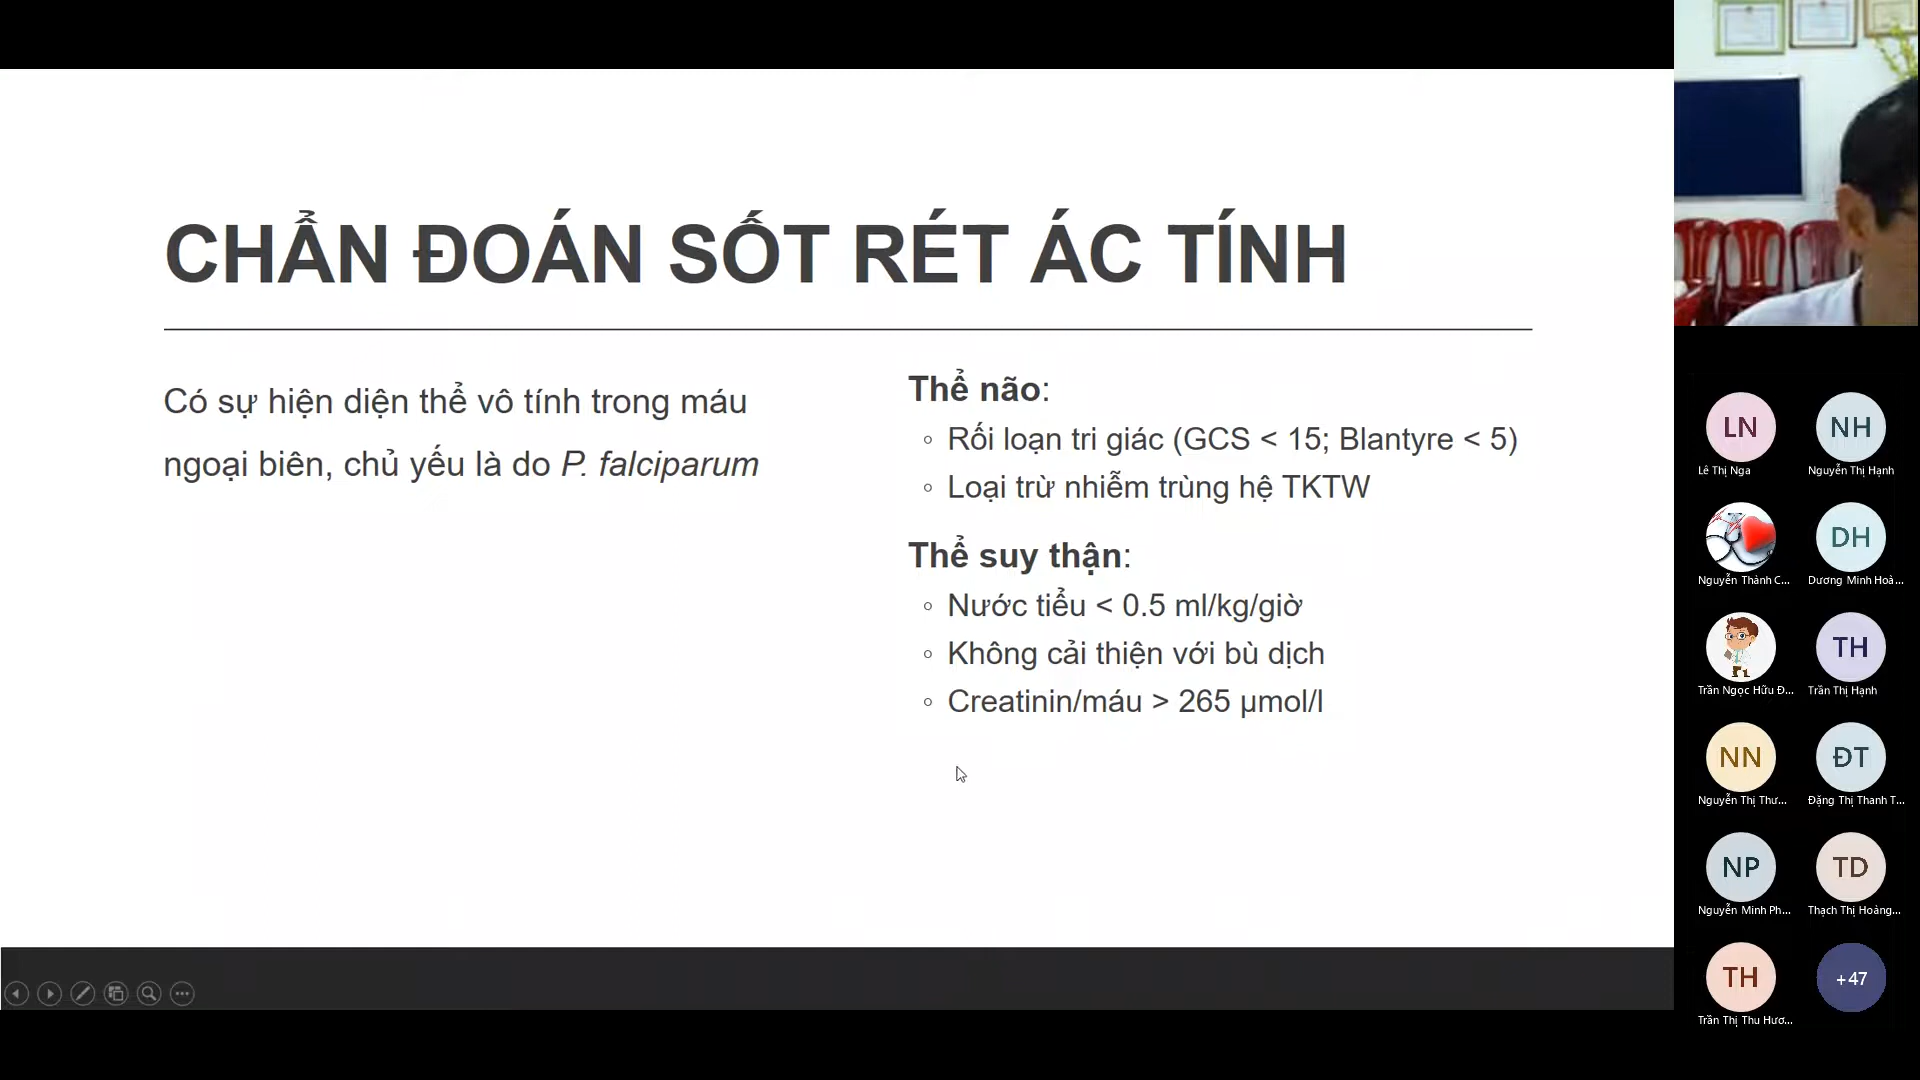 CHẨN ĐOÁN SỐT RÉT ÁC TÍNH
Có sự hiện diện thể vô tính trong máu
ngoại biên, chủ yếu là do P. falciparum
Thể não:
◦ Rối loạn tri giác (GCS < 15; Blantyre < 5)
◦ Loại trừ nhiễm trùng hệ TKTW
Thể suy thận:
◦ Nước tiểu < 0.5 ml/kg/giờ
◦ Không cải thiện với bù dịch
◦ Creatinin/máu > 265 μmol/l
LN
Lê Thị Nga
NH
Nguyễn Thị Hạnh
Nguyễn Thành C...
DH
Dương Minh Hoà...
Trần Ngọc Hữu Đ...
TH
Trần Thị Hạnh
NN
Nguyễn Thị Thư...
ĐT
Đặng Thị Thanh T...
NP
Nguyễn Minh Ph...
TD
Thạch Thị Hoàng...
TH
Trần Thị Thu Hươ...
+47